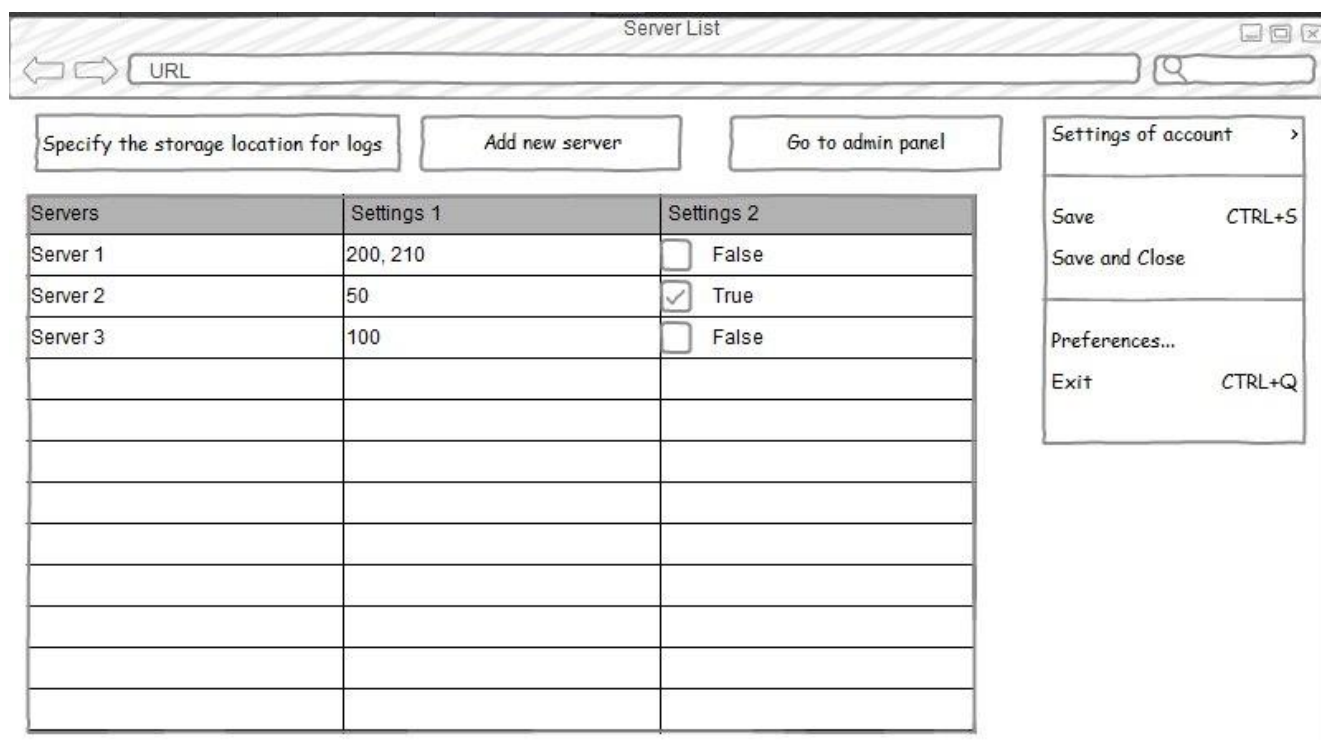 Server List
URL
Specify the storage location for logs
Add new server
Go to admin panel
Servers Settings 1 Settings 2
Server 1 200, 210 False
Server 2 50 True
Server 3 100 False
Settings of account >
Save CTRL+S
Save and Close
Preferences...
Exit CTRL+Q